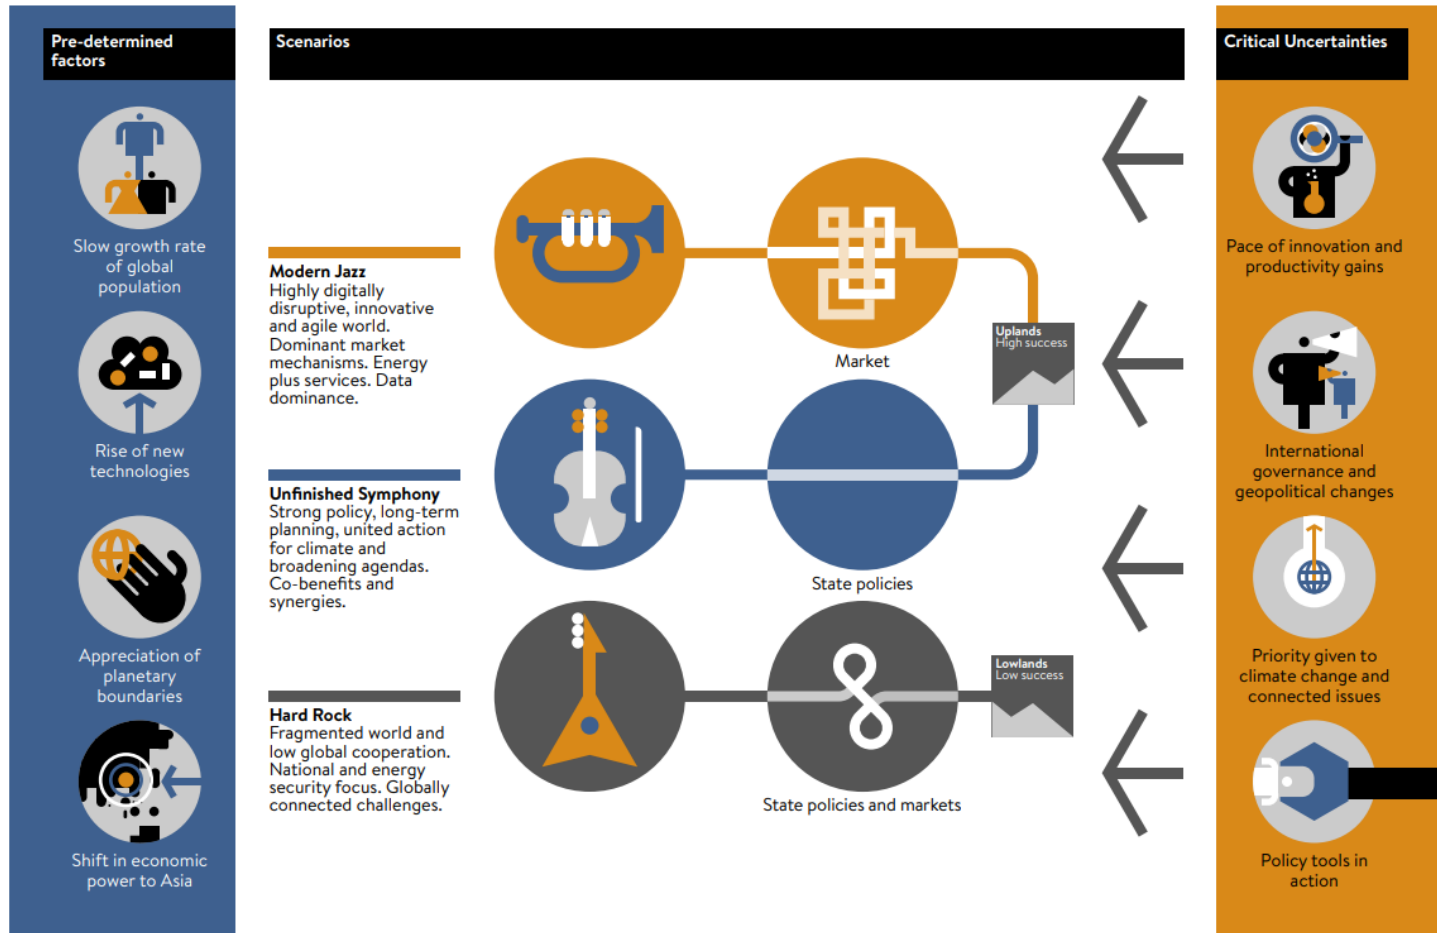 Pre-determined
factors
Slow growth rate
of global
population
Rise of new
technologies
Appreciation of
planetary
boundaries
Shift in economic
power to Asia
Scenarios
Modern Jazz
Highly digitally
disruptive, innovative
and agile world.
Dominant market
mechanisms. Energy
plus services. Data
dominance.
Market
Uplands
High success
Unfinished Symphony
Strong policy, long-term
planning, united action
for climate and
broadening agendas.
Co-benefits and
synergies.
State policies
Hard Rock
Fragmented world and
low global cooperation.
National and energy
security focus. Globally
connected challenges.
State policies and markets
Lowlands
Low success
Critical Uncertainties
Pace of innovation and
productivity gains
International
governance and
geopolitical changes
Priority given to
climate change and
connected issues
Policy tools in
action